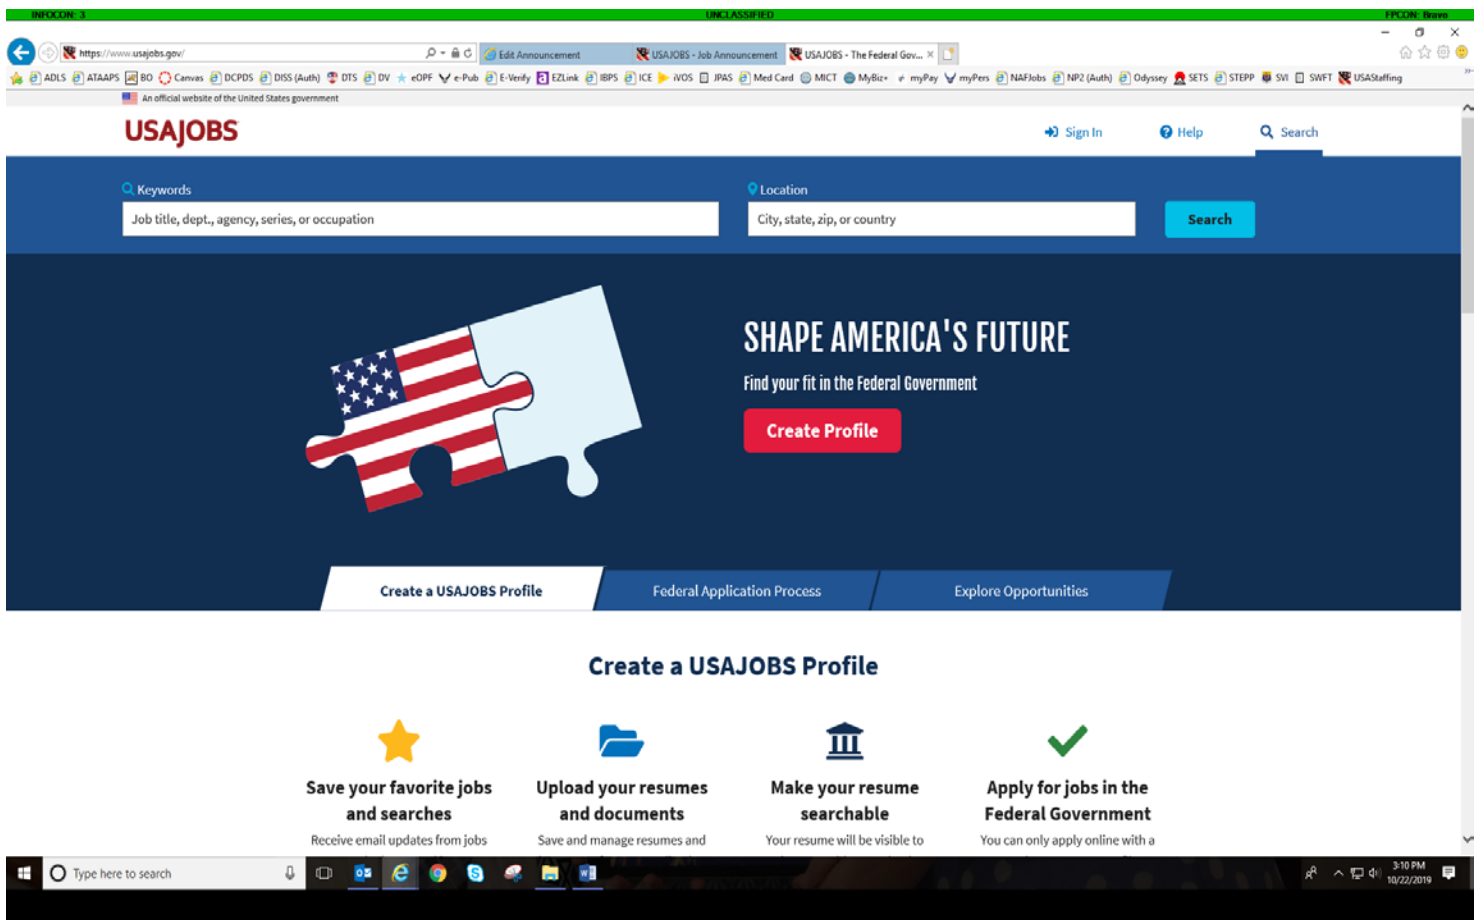 INFOCON: 3 UNCLASSIFIED FPCON: Bravo
https://www.usajobs.gov/ Edit Announcement USAJOBS - Job Announcement USAJOBS - The Federal Gov...
ADLS ATAAPS BO Canvas DCPDS DISS (Auth) DTS DV eOPF e-Pub E-Verify EZLink IBPS ICE iVOS JPAS Med Card MICT MyBiz+ myPay myPers NAFJobs NP2 (Auth) Odyssey SETS STEPP SVI SWFT USAStaffing
An official website of the United States government
USAJOBS Sign In Help Search
Keywords Location
Job title, dept., agency, series, or occupation City, state, zip, or country Search
SHAPE AMERICA'S FUTURE
Find your fit in the Federal Government
Create Profile
Create a USAJOBS Profile Federal Application Process Explore Opportunities
Create a USAJOBS Profile
Save your favorite jobs
and searches
Receive email updates from jobs
Upload your resumes
and documents
Save and manage resumes and
Make your resume
searchable
Your resume will be visible to
Apply for jobs in the
Federal Government
You can only apply online with a
Type here to search
3:10 PM
10/22/2019